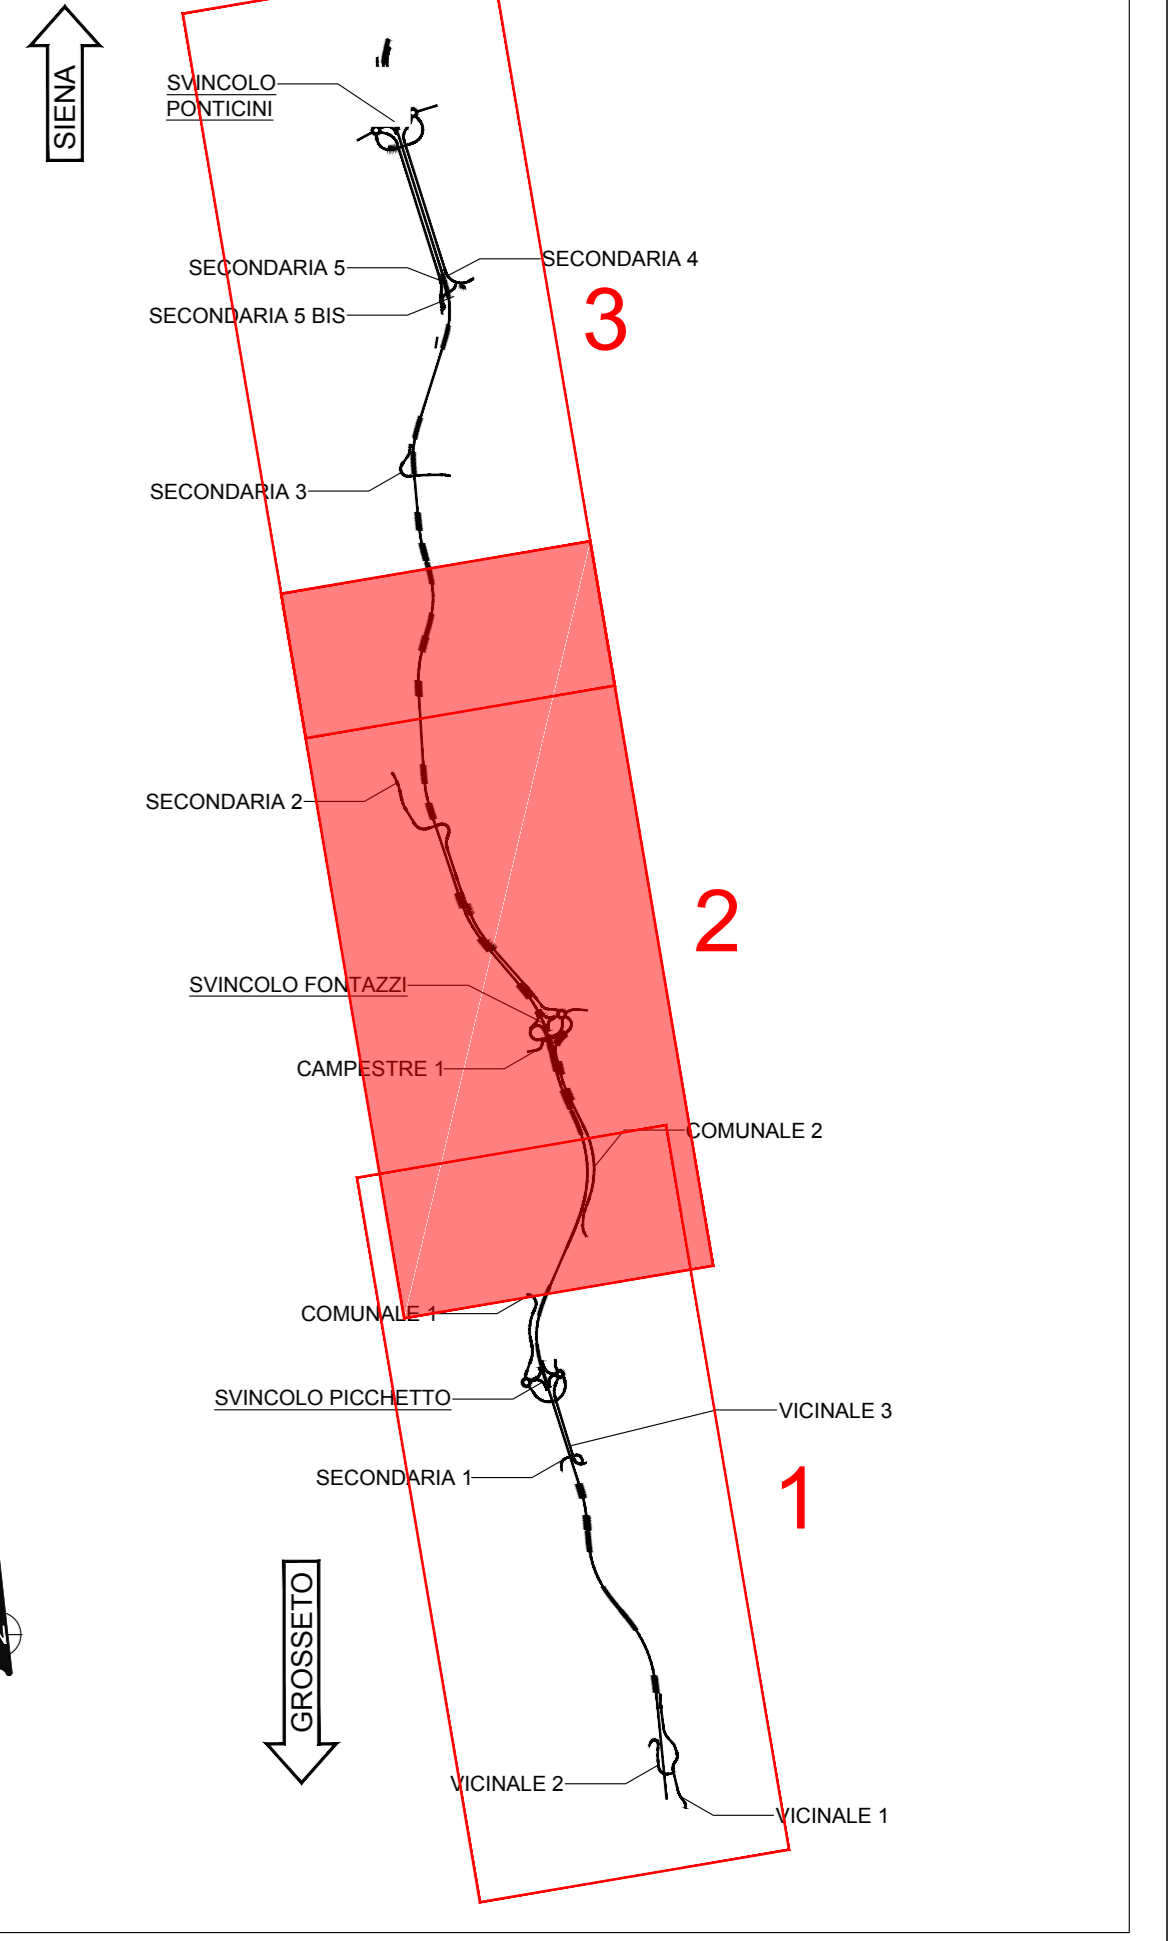 SIENA
SVINCOLO
PONTICINI
SECONDARIA 5
SECONDARIA 4
SECONDARIA 5 BIS
3
SECONDARIA 3
SECONDARIA 2
2
SVINCOLO FONTAZZI
CAMPESTRE 1
COMUNALE 2
COMUNALE 1
SVINCOLO PICCHETTO
VICINALE 3
SECONDARIA 1
1
GROSSETO
VICINALE 2
VICINALE 1